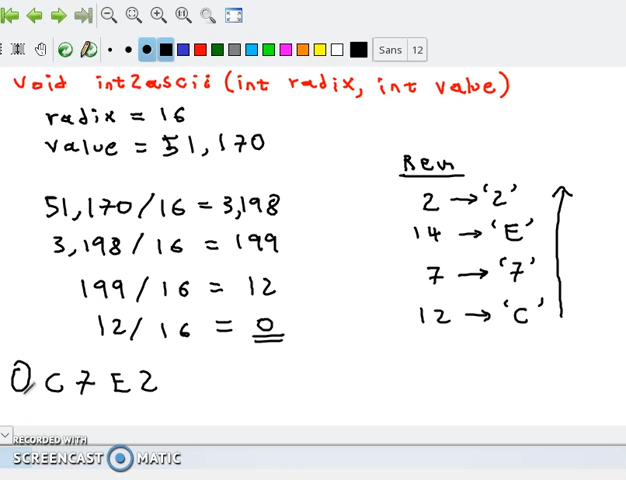 Sans 12
void int2ascii (int radix, int value)
radix = 16
value = 51,170
51,170 / 16 = 3,198
3,198 / 16 = 199
199 / 16 = 12
12 / 16 = 0
Rem
2 → '2'
14 → 'E'
7 → '7'
12 → 'C'
0 C 7 E 2
RECORDED WITH
SCREENCAST MATIC